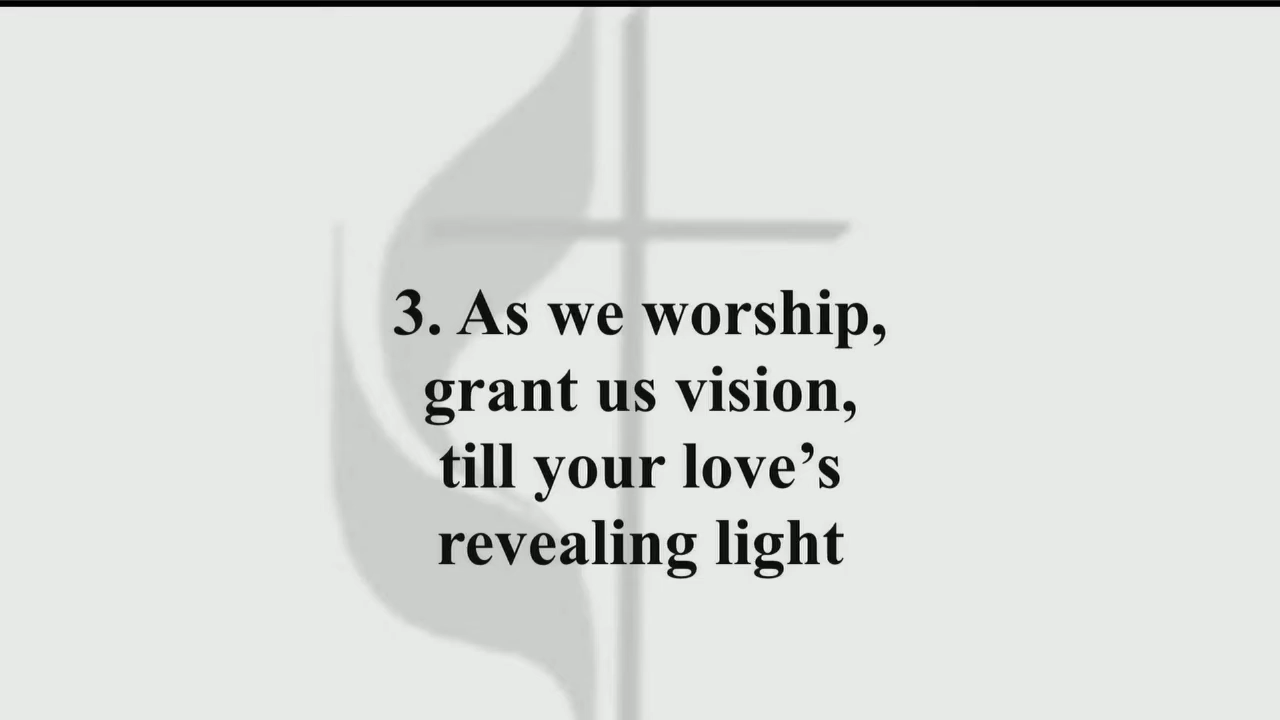 3. As we worship,
grant us vision,
till your love’s
revealing light